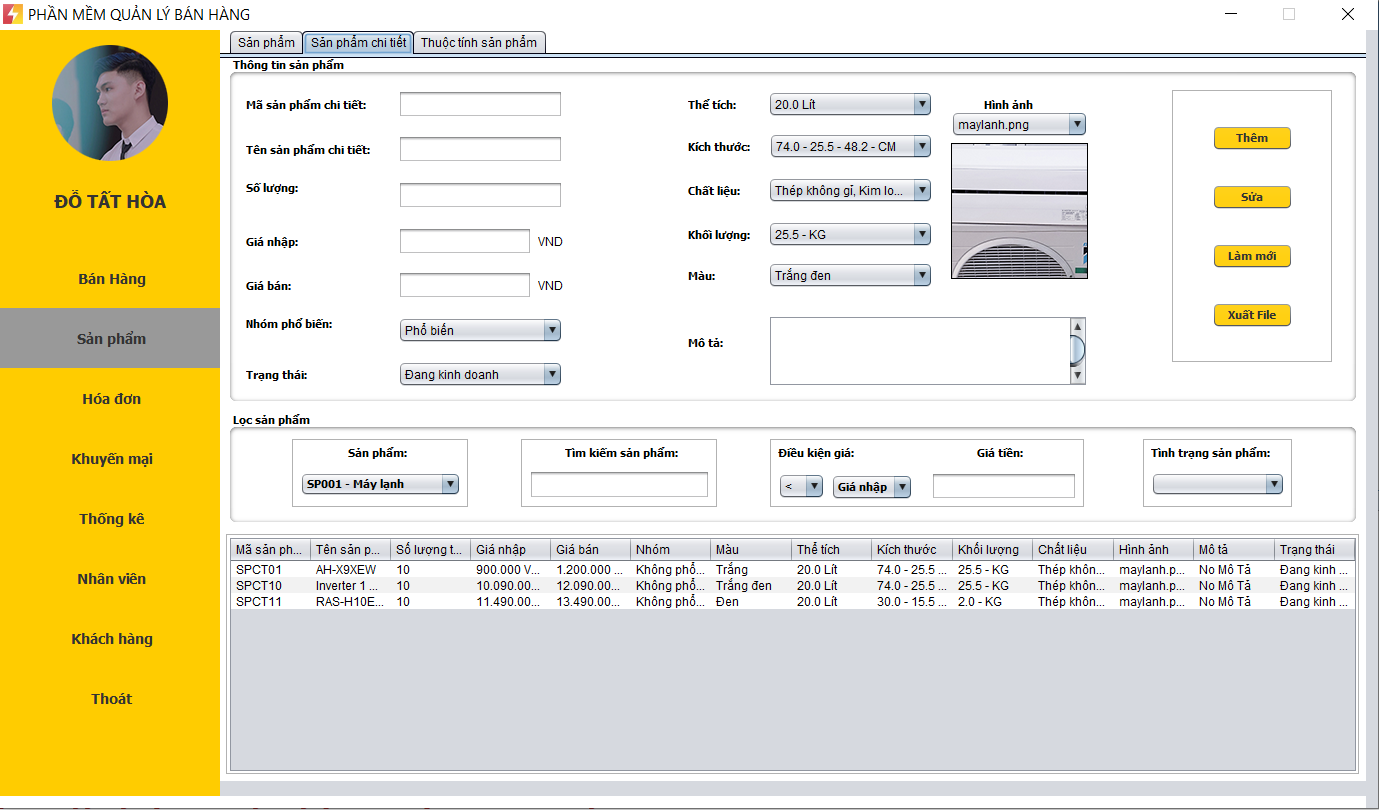 PHẦN MỀM QUẢN LÝ BÁN HÀNG
ĐỖ TẤT HÒA
Bán Hàng
Sản phẩm
Hóa đơn
Khuyến mại
Thống kê
Nhân viên
Khách hàng
Thoát
Sản phẩm Sản phẩm chi tiết Thuộc tính sản phẩm
Thông tin sản phẩm
Mã sản phẩm chi tiết:
Tên sản phẩm chi tiết:
Số lượng:
Giá nhập: VND
Giá bán: VND
Nhóm phổ biến: Phổ biến
Trạng thái: Đang kinh doanh
Thể tích: 20.0 Lít
Kích thước: 74.0 - 25.5 - 48.2 - CM
Chất liệu: Thép không gỉ, Kim lo...
Khối lượng: 25.5 - KG
Màu: Trắng đen
Mô tả:
Hình ảnh
maylanh.png
Thêm
Sửa
Làm mới
Xuất File
Lọc sản phẩm
Sản phẩm:
SP001 - Máy lạnh
Tìm kiếm sản phẩm:
Điều kiện giá: Giá tiền:
< Giá nhập
Tình trạng sản phẩm:
Mã sản ph... Tên sản p... Số lượng t... Giá nhập Giá bán Nhóm Màu Thể tích Kích thước Khối lượng Chất liệu Hình ảnh Mô tả Trạng thái
SPCT01 AH-X9XEW 10 900.000 V... 1.200.000 ... Không phổ... Trắng 20.0 Lít 74.0 - 25.5 ... 25.5 - KG Thép khôn... maylanh.p... No Mô Tả Đang kinh ...
SPCT10 Inverter 1 ... 10 10.090.00... 12.090.00... Không phổ... Trắng đen 20.0 Lít 74.0 - 25.5 ... 25.5 - KG Thép khôn... maylanh.p... No Mô Tả Đang kinh ...
SPCT11 RAS-H10E... 10 11.490.00... 13.490.00... Không phổ... Đen 20.0 Lít 30.0 - 15.5 ... 2.0 - KG Thép khôn... maylanh.p... No Mô Tả Đang kinh ...